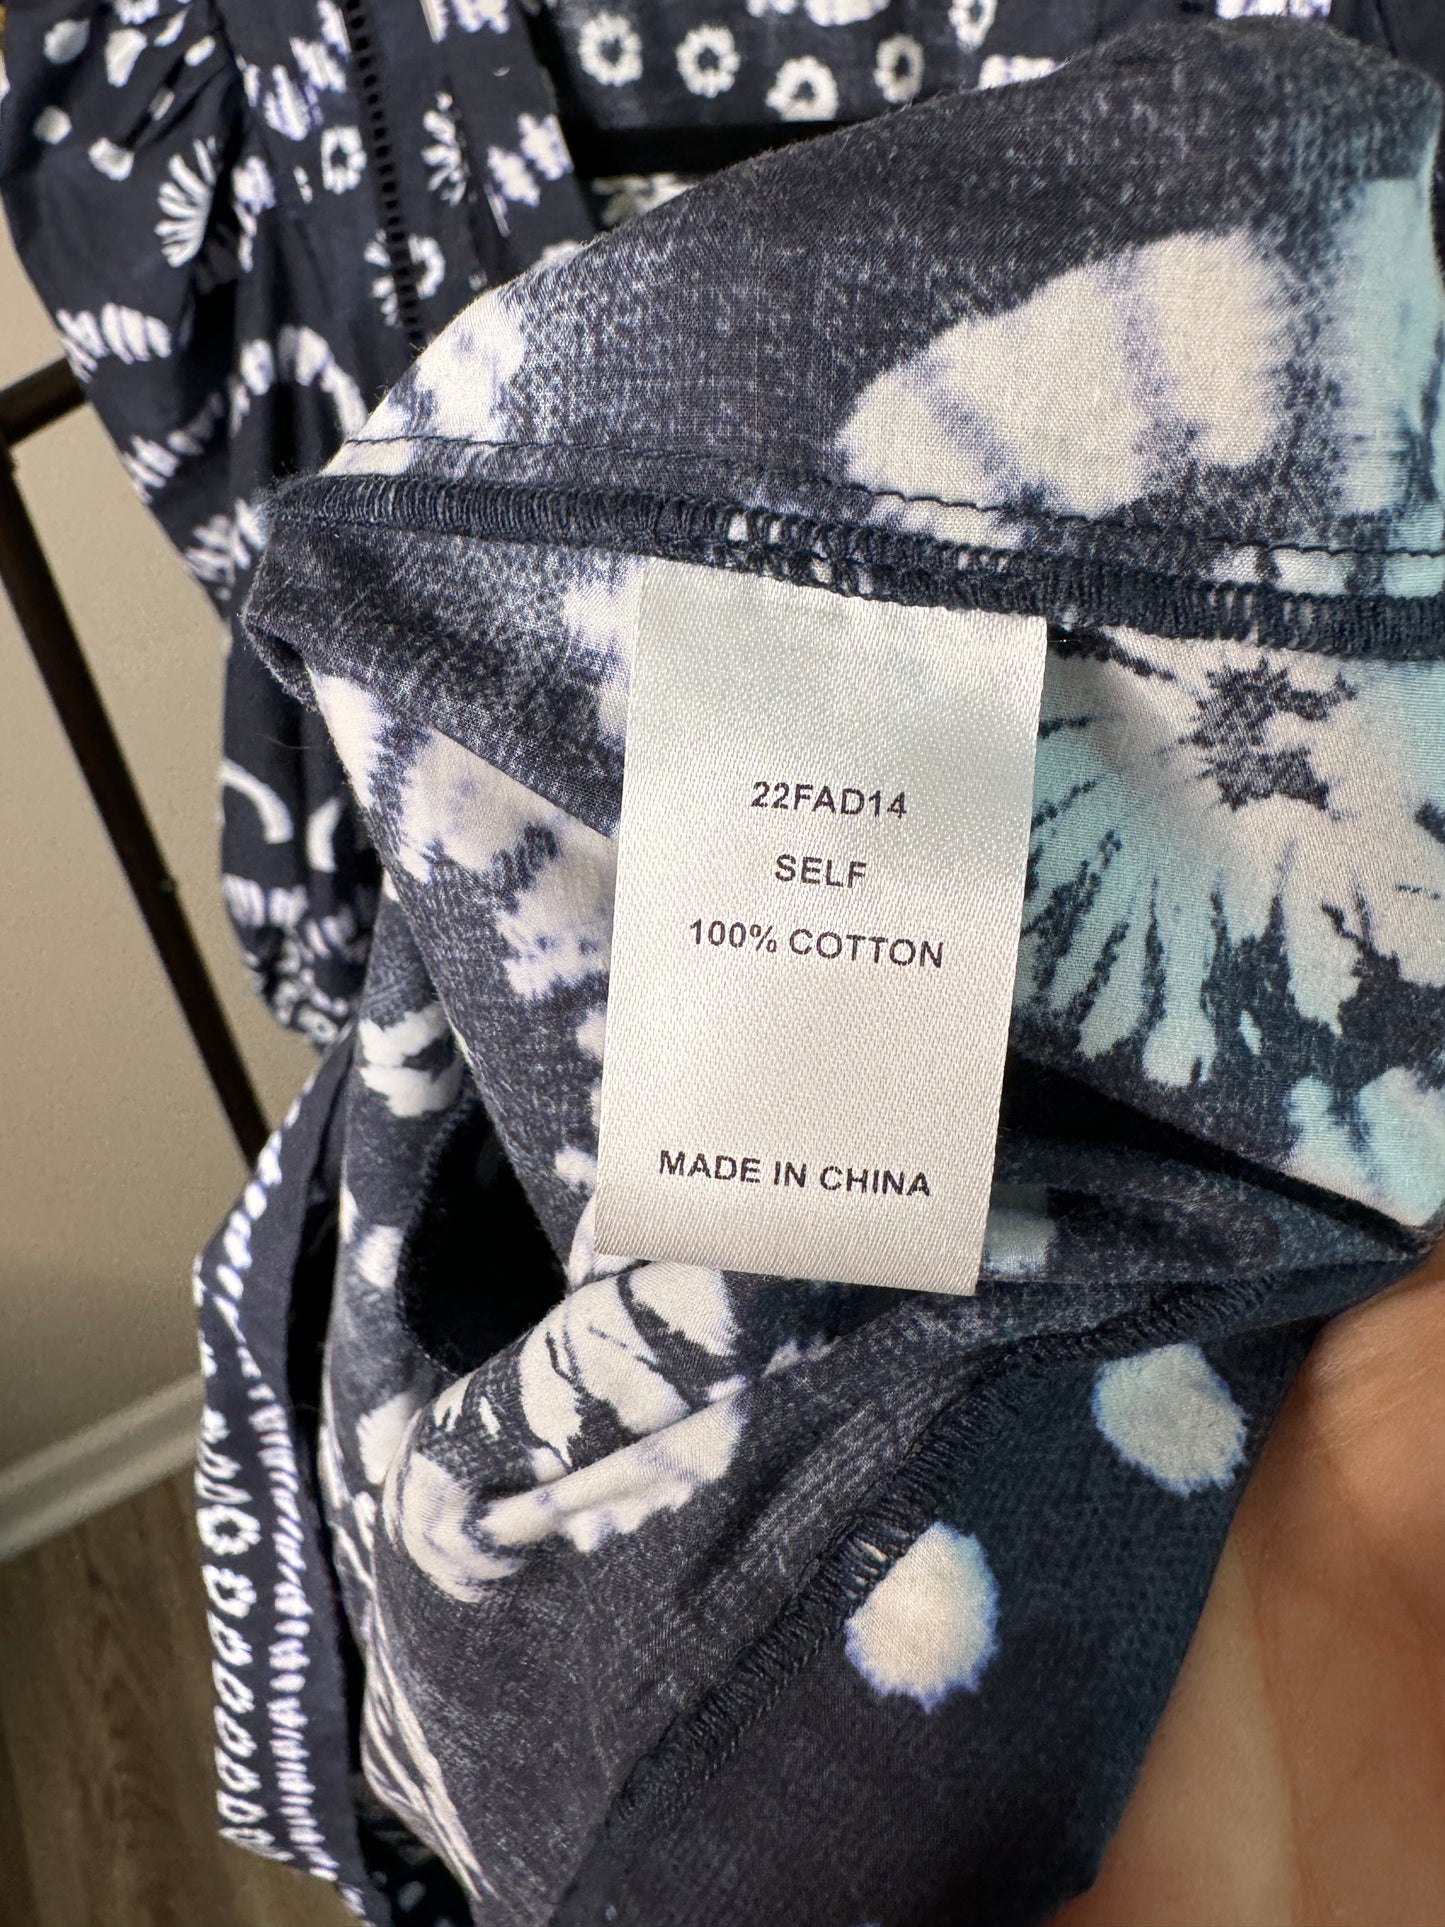 22FAD14
SELF
100% COTTON
MADE IN CHINA